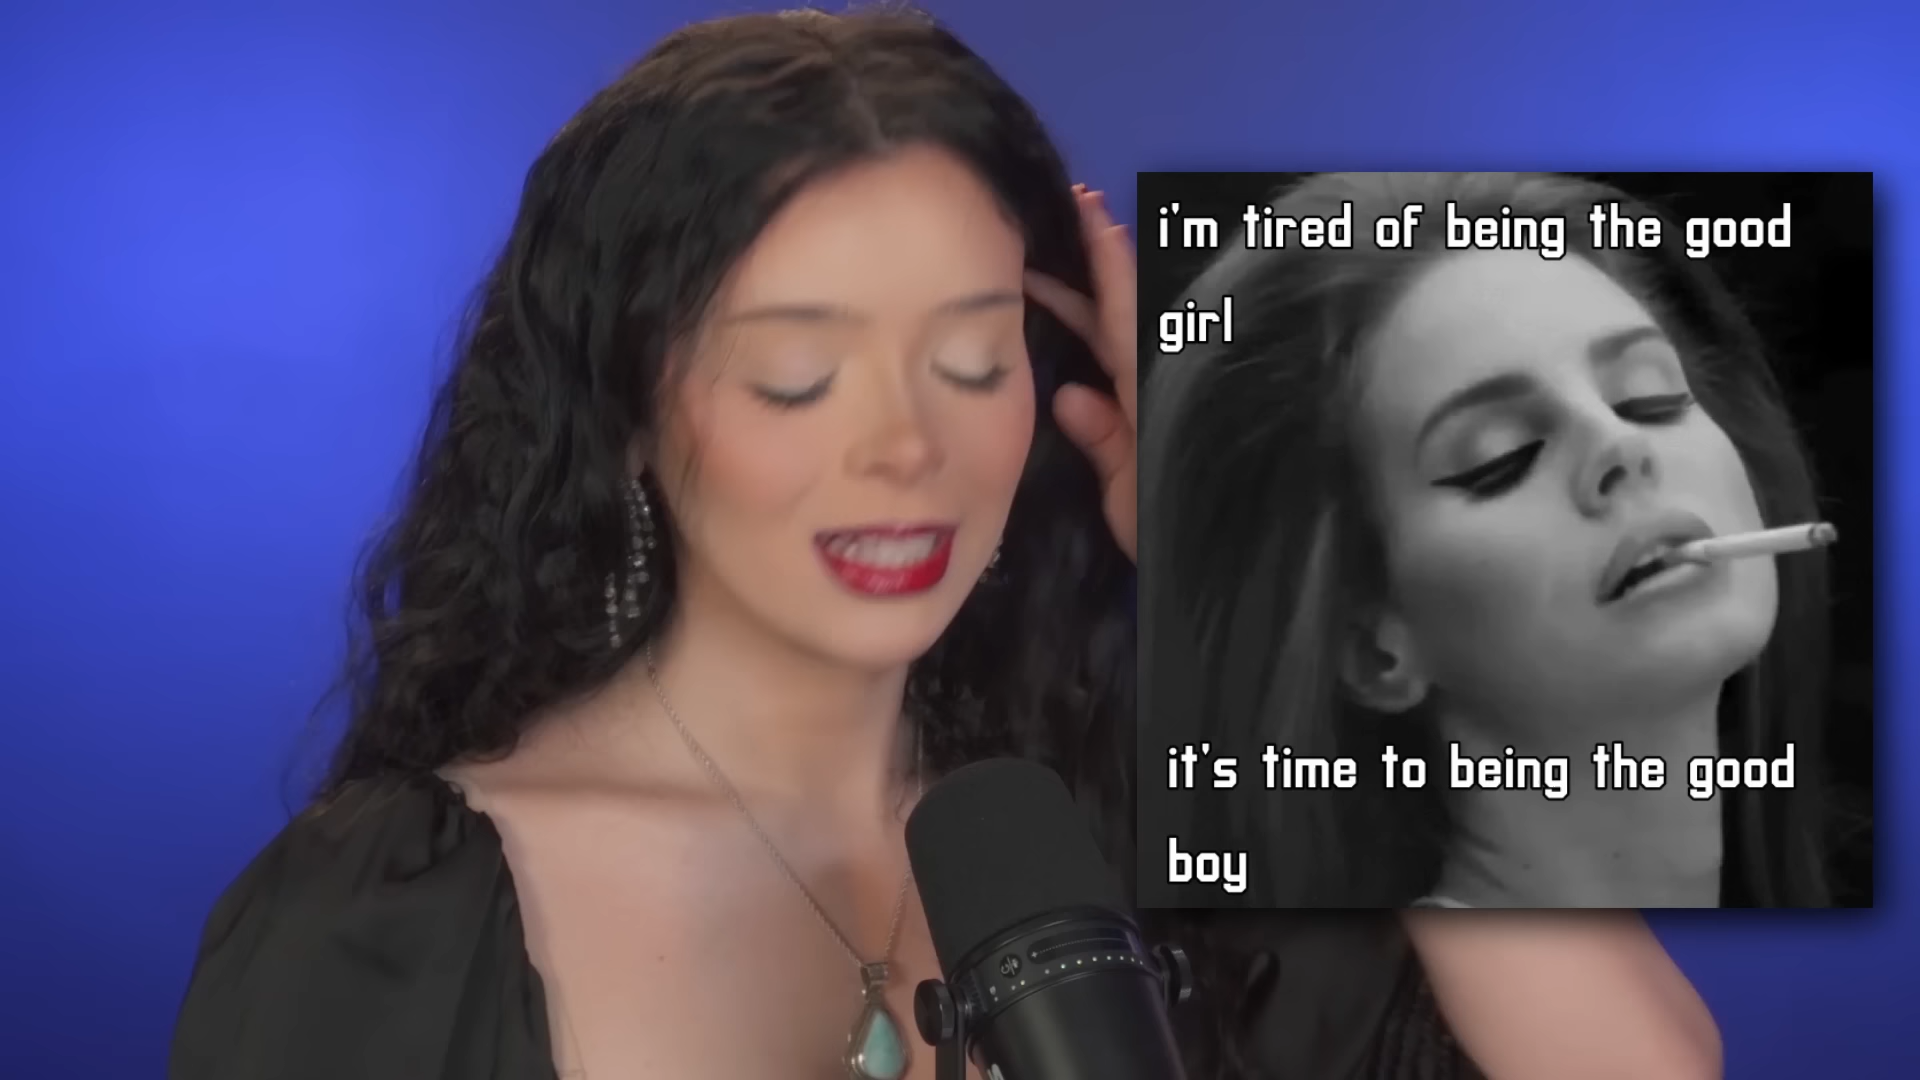 i'm tired of being the good
girl
it's time to being the good
boy